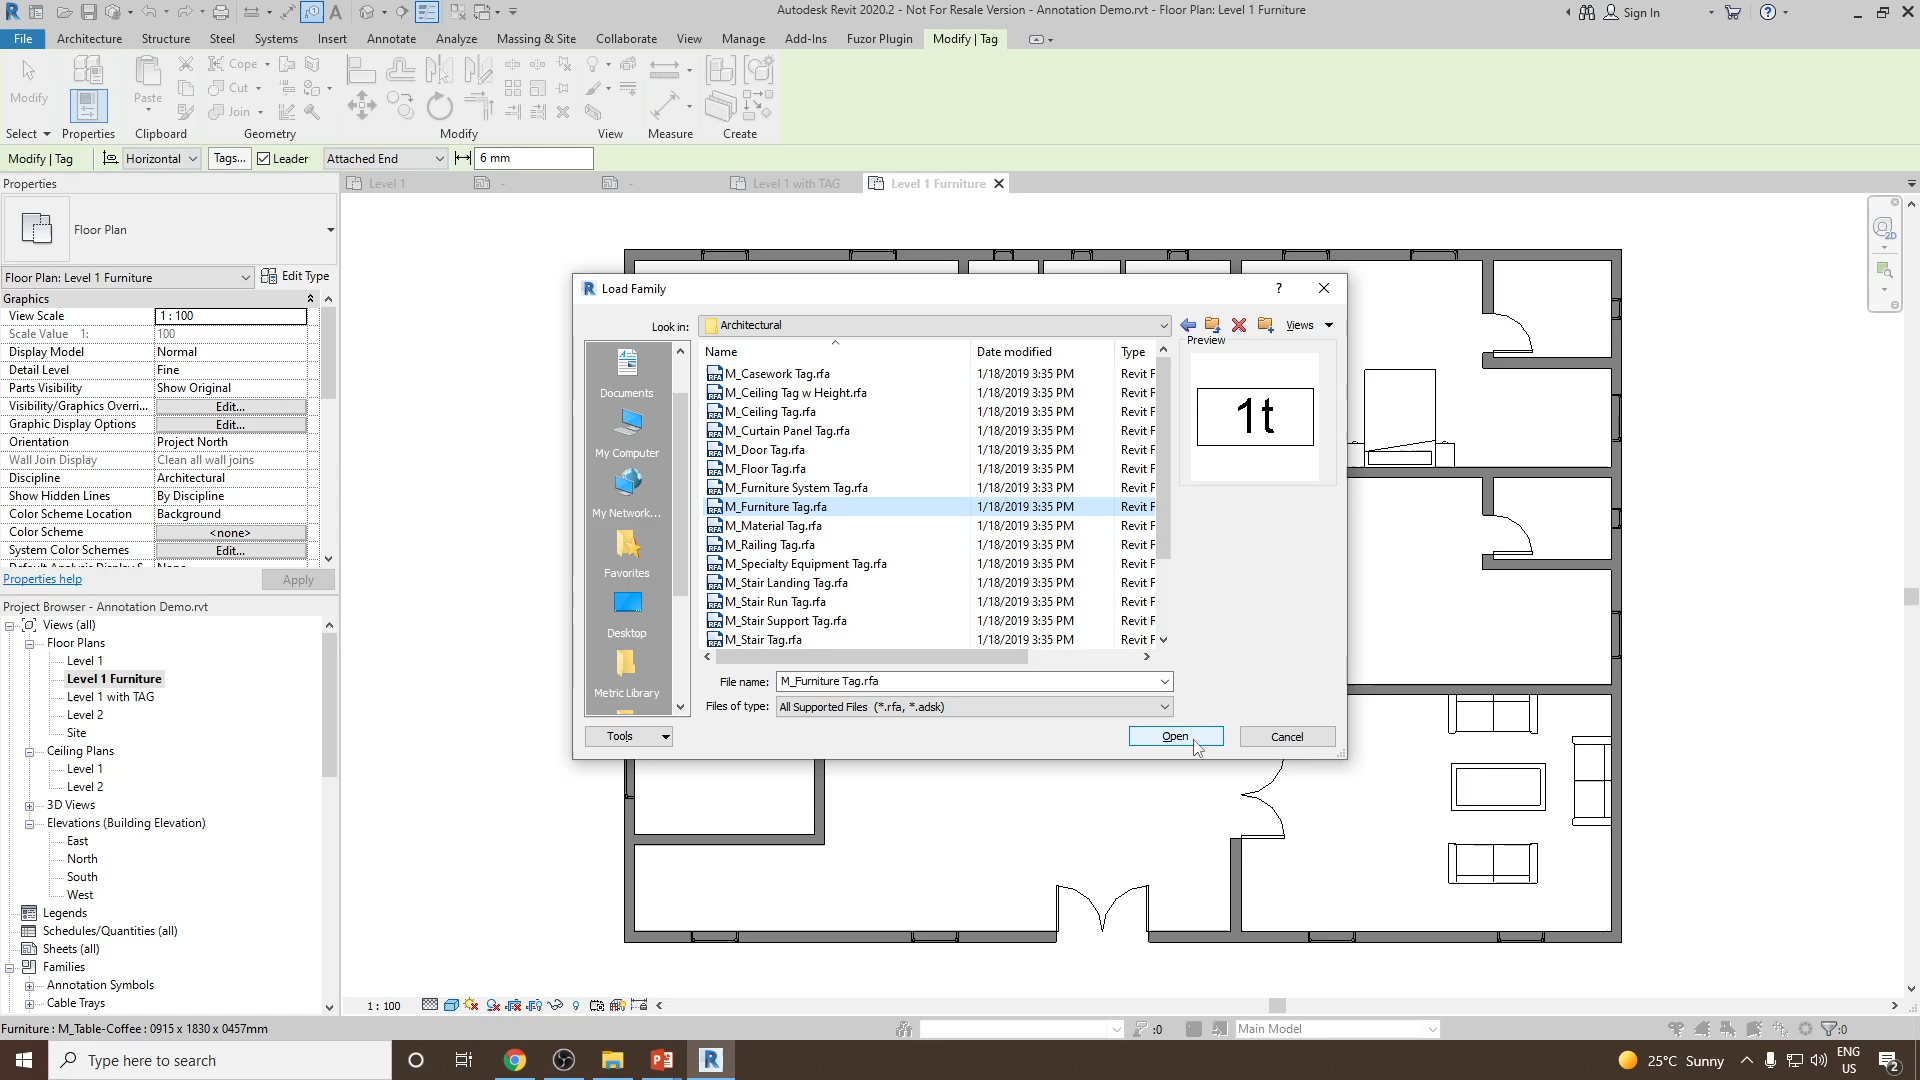 Autodesk Revit 2020.2 - Not For Resale Version - Annotation Demo.rvt - Floor Plan: Level 1 Furniture
Sign In
File Architecture Structure Steel Systems Insert Annotate Analyze Massing & Site Collaborate View Manage Add-Ins Fuzor Plugin Modify | Tag
Modify Paste Cope Cut Join
Select Properties Clipboard Geometry Modify View Measure Create
Modify | Tag Horizontal Tags... Leader Attached End 6 mm
Properties
Level 1 - - Level 1 with TAG Level 1 Furniture
Floor Plan
Floor Plan: Level 1 Furniture Edit Type
Graphics
View Scale 1 : 100
Scale Value 1: 100
Display Model Normal
Detail Level Fine
Parts Visibility Show Original
Visibility/Graphics Overri... Edit...
Graphic Display Options Edit...
Orientation Project North
Wall Join Display Clean all wall joins
Discipline Architectural
Show Hidden Lines By Discipline
Color Scheme Location Background
Color Scheme <none>
System Color Schemes Edit...
Properties help Apply
Project Browser - Annotation Demo.rvt
Views (all)
Floor Plans
Level 1
Level 1 Furniture
Level 1 with TAG
Level 2
Site
Ceiling Plans
Level 1
Level 2
3D Views
Elevations (Building Elevation)
East
North
South
West
Legends
Schedules/Quantities (all)
Sheets (all)
Families
Annotation Symbols
Cable Trays
Load Family
Look in: Architectural Views
Preview
1t
Documents
My Computer
My Network...
Favorites
Desktop
Metric Library
Name Date modified Type
M_Casework Tag.rfa 1/18/2019 3:35 PM Revit F
M_Ceiling Tag w Height.rfa 1/18/2019 3:35 PM Revit F
M_Ceiling Tag.rfa 1/18/2019 3:35 PM Revit F
M_Curtain Panel Tag.rfa 1/18/2019 3:35 PM Revit F
M_Door Tag.rfa 1/18/2019 3:35 PM Revit F
M_Floor Tag.rfa 1/18/2019 3:35 PM Revit F
M_Furniture System Tag.rfa 1/18/2019 3:33 PM Revit F
M_Furniture Tag.rfa 1/18/2019 3:35 PM Revit F
M_Material Tag.rfa 1/18/2019 3:35 PM Revit F
M_Railing Tag.rfa 1/18/2019 3:35 PM Revit F
M_Specialty Equipment Tag.rfa 1/18/2019 3:35 PM Revit F
M_Stair Landing Tag.rfa 1/18/2019 3:35 PM Revit F
M_Stair Run Tag.rfa 1/18/2019 3:35 PM Revit F
M_Stair Support Tag.rfa 1/18/2019 3:35 PM Revit F
M_Stair Tag.rfa 1/18/2019 3:35 PM Revit F
File name: M_Furniture Tag.rfa
Files of type: All Supported Files (*.rfa, *.adsk)
Tools Open Cancel
1 : 100
Furniture : M_Table-Coffee : 0915 x 1830 x 0457mm :0 Main Model :0
Type here to search 25°C Sunny ENG
US 2